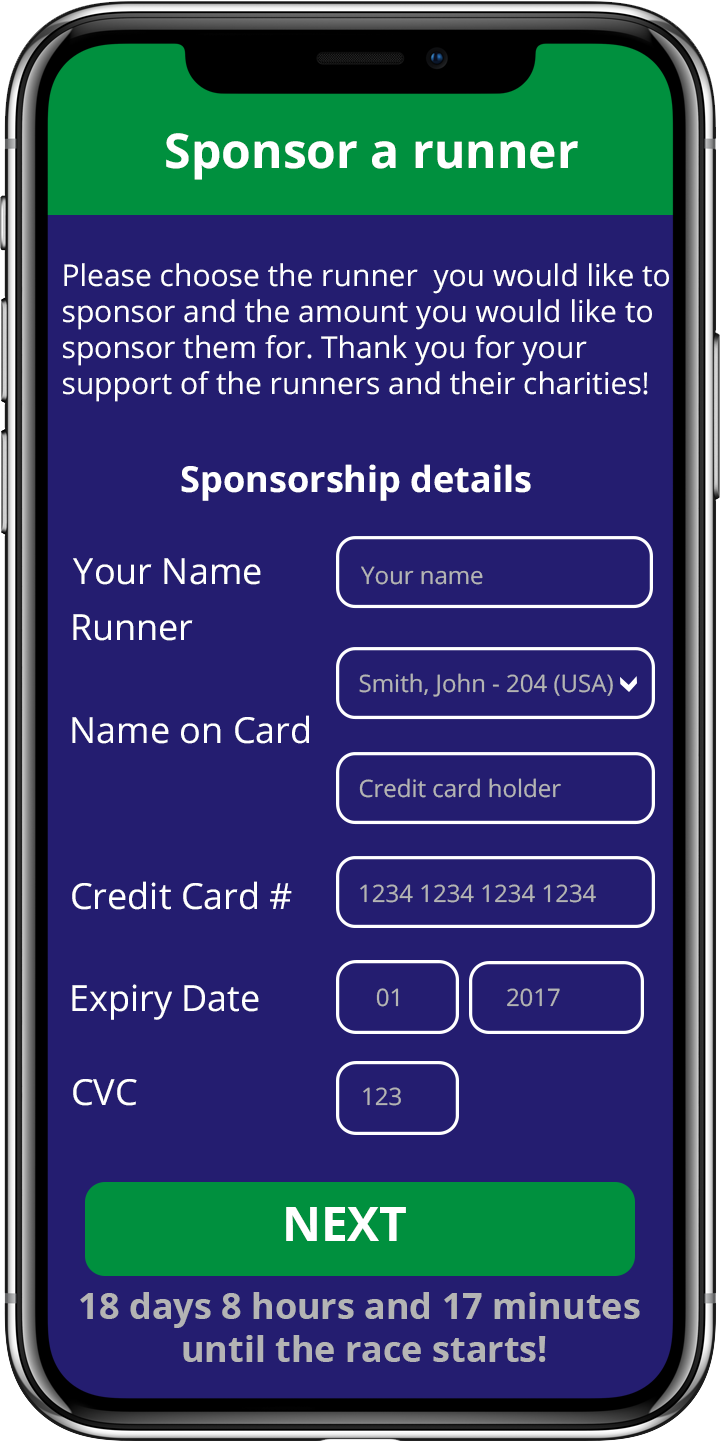 Sponsor a runner
Please choose the runner  you would like to
sponsor and the amount you would like to
sponsor them for. Thank you for your
support of the runners and their charities!
Sponsorship details
Your Name
Your name
Runner
Smith, John - 204 (USA)
Name on Card
Credit card holder
Credit Card #
1234 1234 1234 1234
Expiry Date
01
2017
CVC
123
NEXT
18 days 8 hours and 17 minutes
until the race starts!